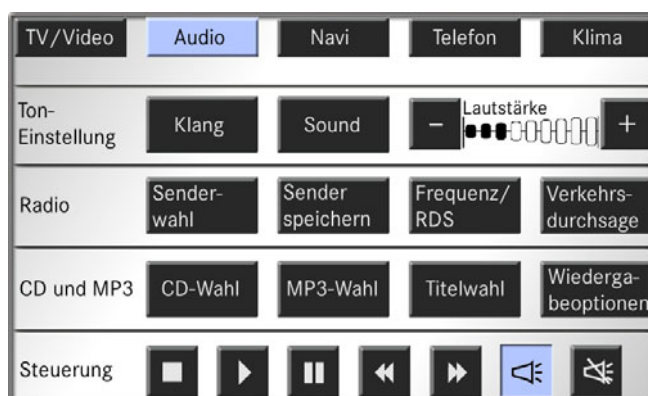 TV/Video Audio Navi Telefon Klima
Ton-
Einstellung
Klang Sound − Lautstärke +
Radio
Sender-
wahl
Sender
speichern
Frequenz/
RDS
Verkehrs-
durchsage
CD und MP3 CD-Wahl MP3-Wahl Titelwahl
Wiederga-
beoptionen
Steuerung